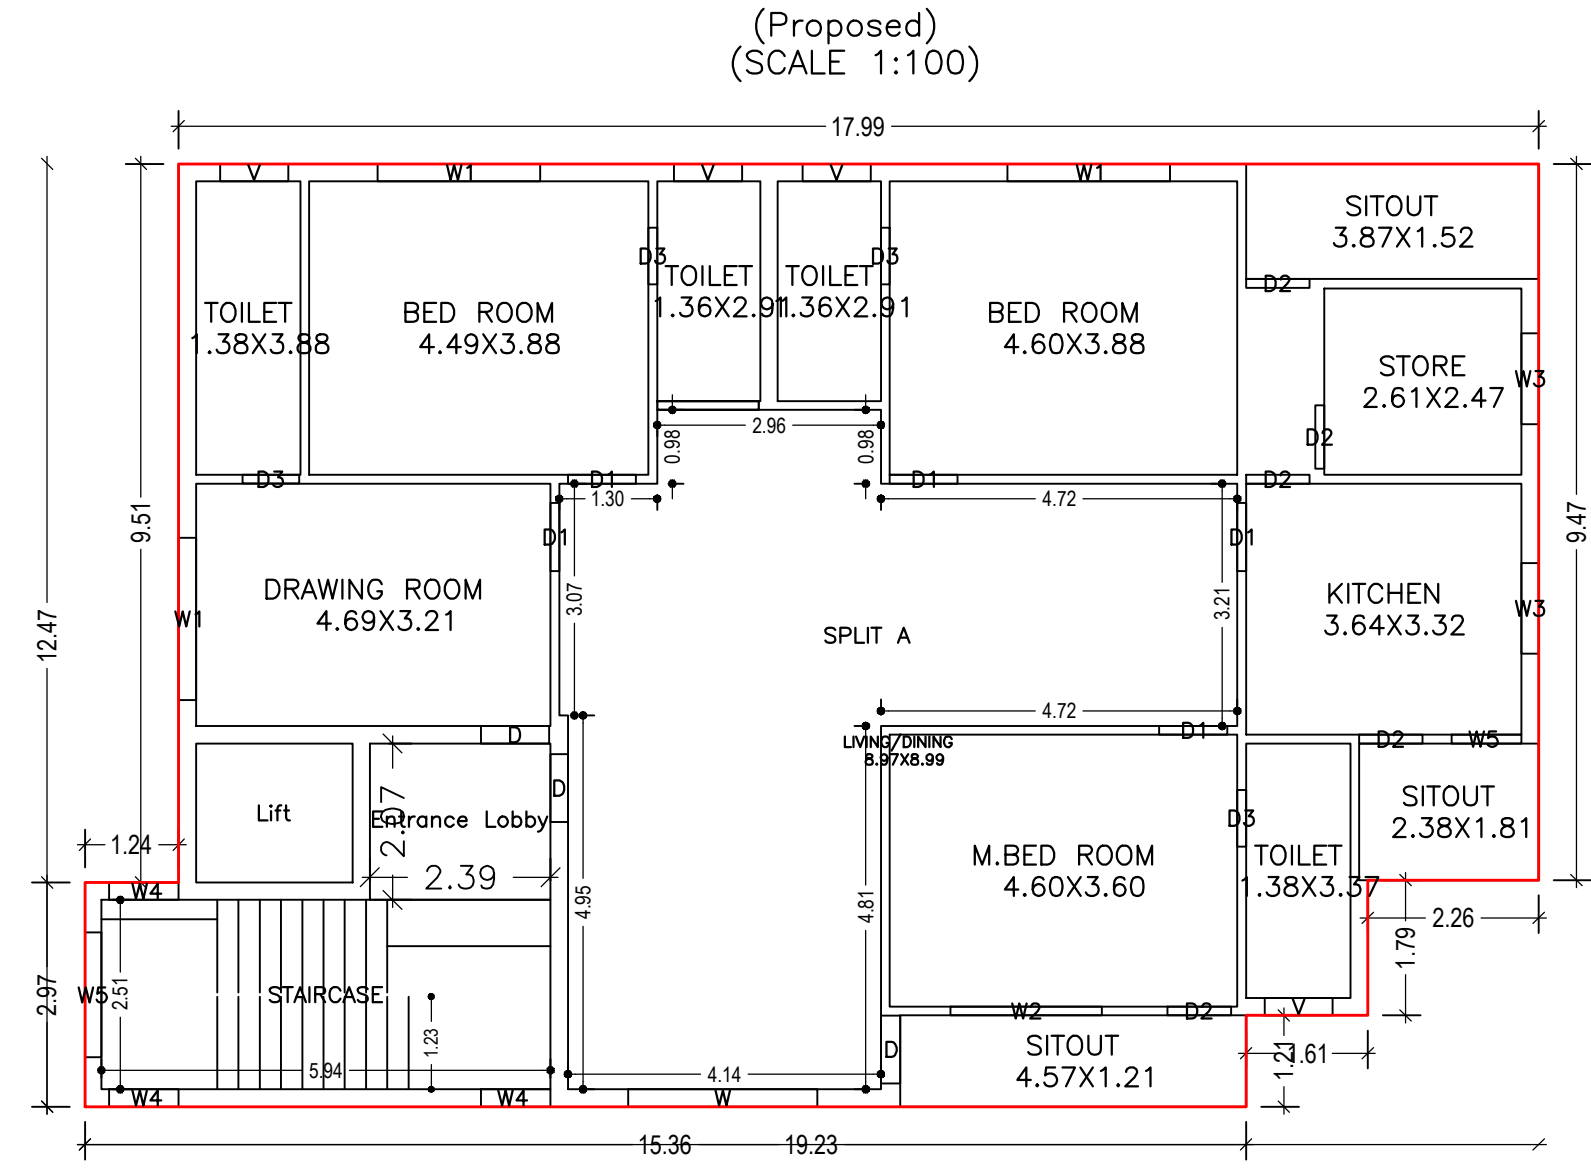 (Proposed)
(SCALE 1:100)
17.99
V
W1
V
V
W1
SITOUT
3.87X1.52
D3
D3
D2
TOILET
1.36X2.91
TOILET
1.36X2.91
TOILET
1.38X3.88
BED ROOM
4.49X3.88
BED ROOM
4.60X3.88
STORE
2.61X2.47
W3
2.96
0.98
0.98
D2
D3
D1
D1
D2
1.30
4.72
9.51
9.47
D1
D1
DRAWING ROOM
4.69X3.21
W1
3.07
3.21
KITCHEN
3.64X3.32
W3
12.47
SPLIT A
4.72
D
D1
D2
W5
LIVING/DINING
8.97X8.99
Lift
2.07
Entrance Lobby
D
D3
SITOUT
2.38X1.81
1.24
2.39
M.BED ROOM
4.60X3.60
TOILET
1.38X3.37
W4
4.95
4.81
2.26
1.79
2.97
W5
2.51
STAIRCASE
1.23
W2
D2
V
D
SITOUT
4.57X1.21
1.21
1.61
5.94
4.14
W4
W4
W
15.36
19.23